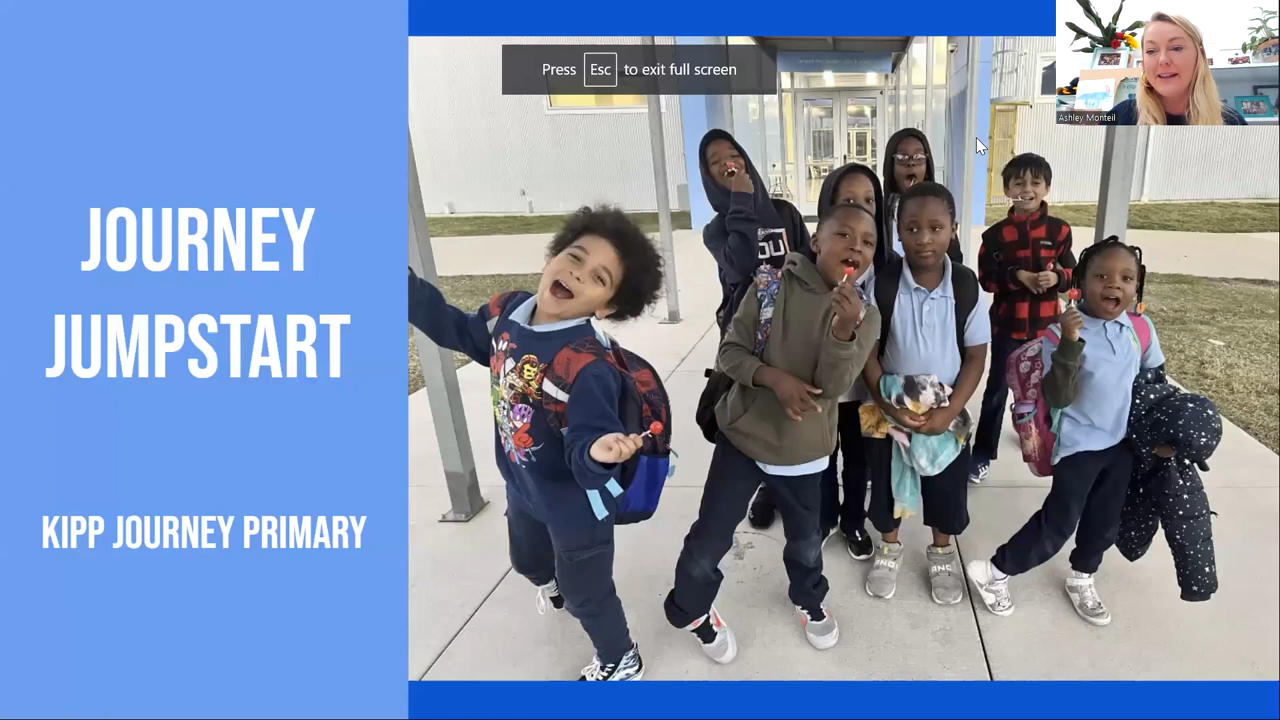 JOURNEY
JUMPSTART
KIPP JOURNEY PRIMARY
Press Esc to exit full screen
Ashley Monteil